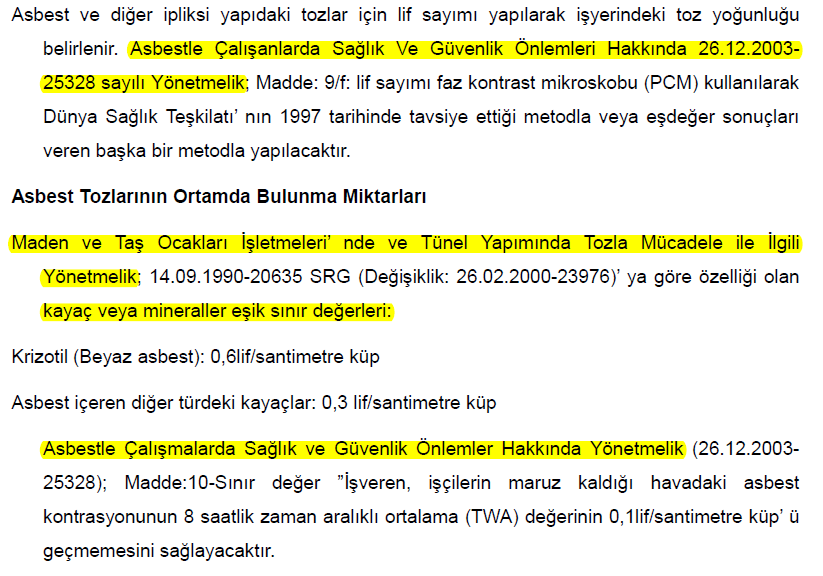 Asbest ve diğer ipliksi yapıdaki tozlar için lif sayımı yapılarak işyerindeki toz yoğunluğu
belirlenir. Asbestle Çalışanlarda Sağlık Ve Güvenlik Önlemleri Hakkında 26.12.2003-
25328 sayılı Yönetmelik; Madde: 9/f: lif sayımı faz kontrast mikroskobu (PCM) kullanılarak
Dünya Sağlık Teşkilatı’ nın 1997 tarihinde tavsiye ettiği metodla veya eşdeğer sonuçları
veren başka bir metodla yapılacaktır.
Asbest Tozlarının Ortamda Bulunma Miktarları
Maden ve Taş Ocakları İşletmeleri’ nde ve Tünel Yapımında Tozla Mücadele ile İlgili
Yönetmelik; 14.09.1990-20635 SRG (Değişiklik: 26.02.2000-23976)’ ya göre özelliği olan
kayaç veya mineraller eşik sınır değerleri:
Krizotil (Beyaz asbest): 0,6lif/santimetre küp
Asbest içeren diğer türdeki kayaçlar: 0,3 lif/santimetre küp
Asbestle Çalışmalarda Sağlık ve Güvenlik Önlemler Hakkında Yönetmelik (26.12.2003-
25328); Madde:10-Sınır değer ”İşveren, işçilerin maruz kaldığı havadaki asbest
kontrasyonunun 8 saatlik zaman aralıklı ortalama (TWA) değerinin 0,1lif/santimetre küp’ ü
geçmemesini sağlayacaktır.